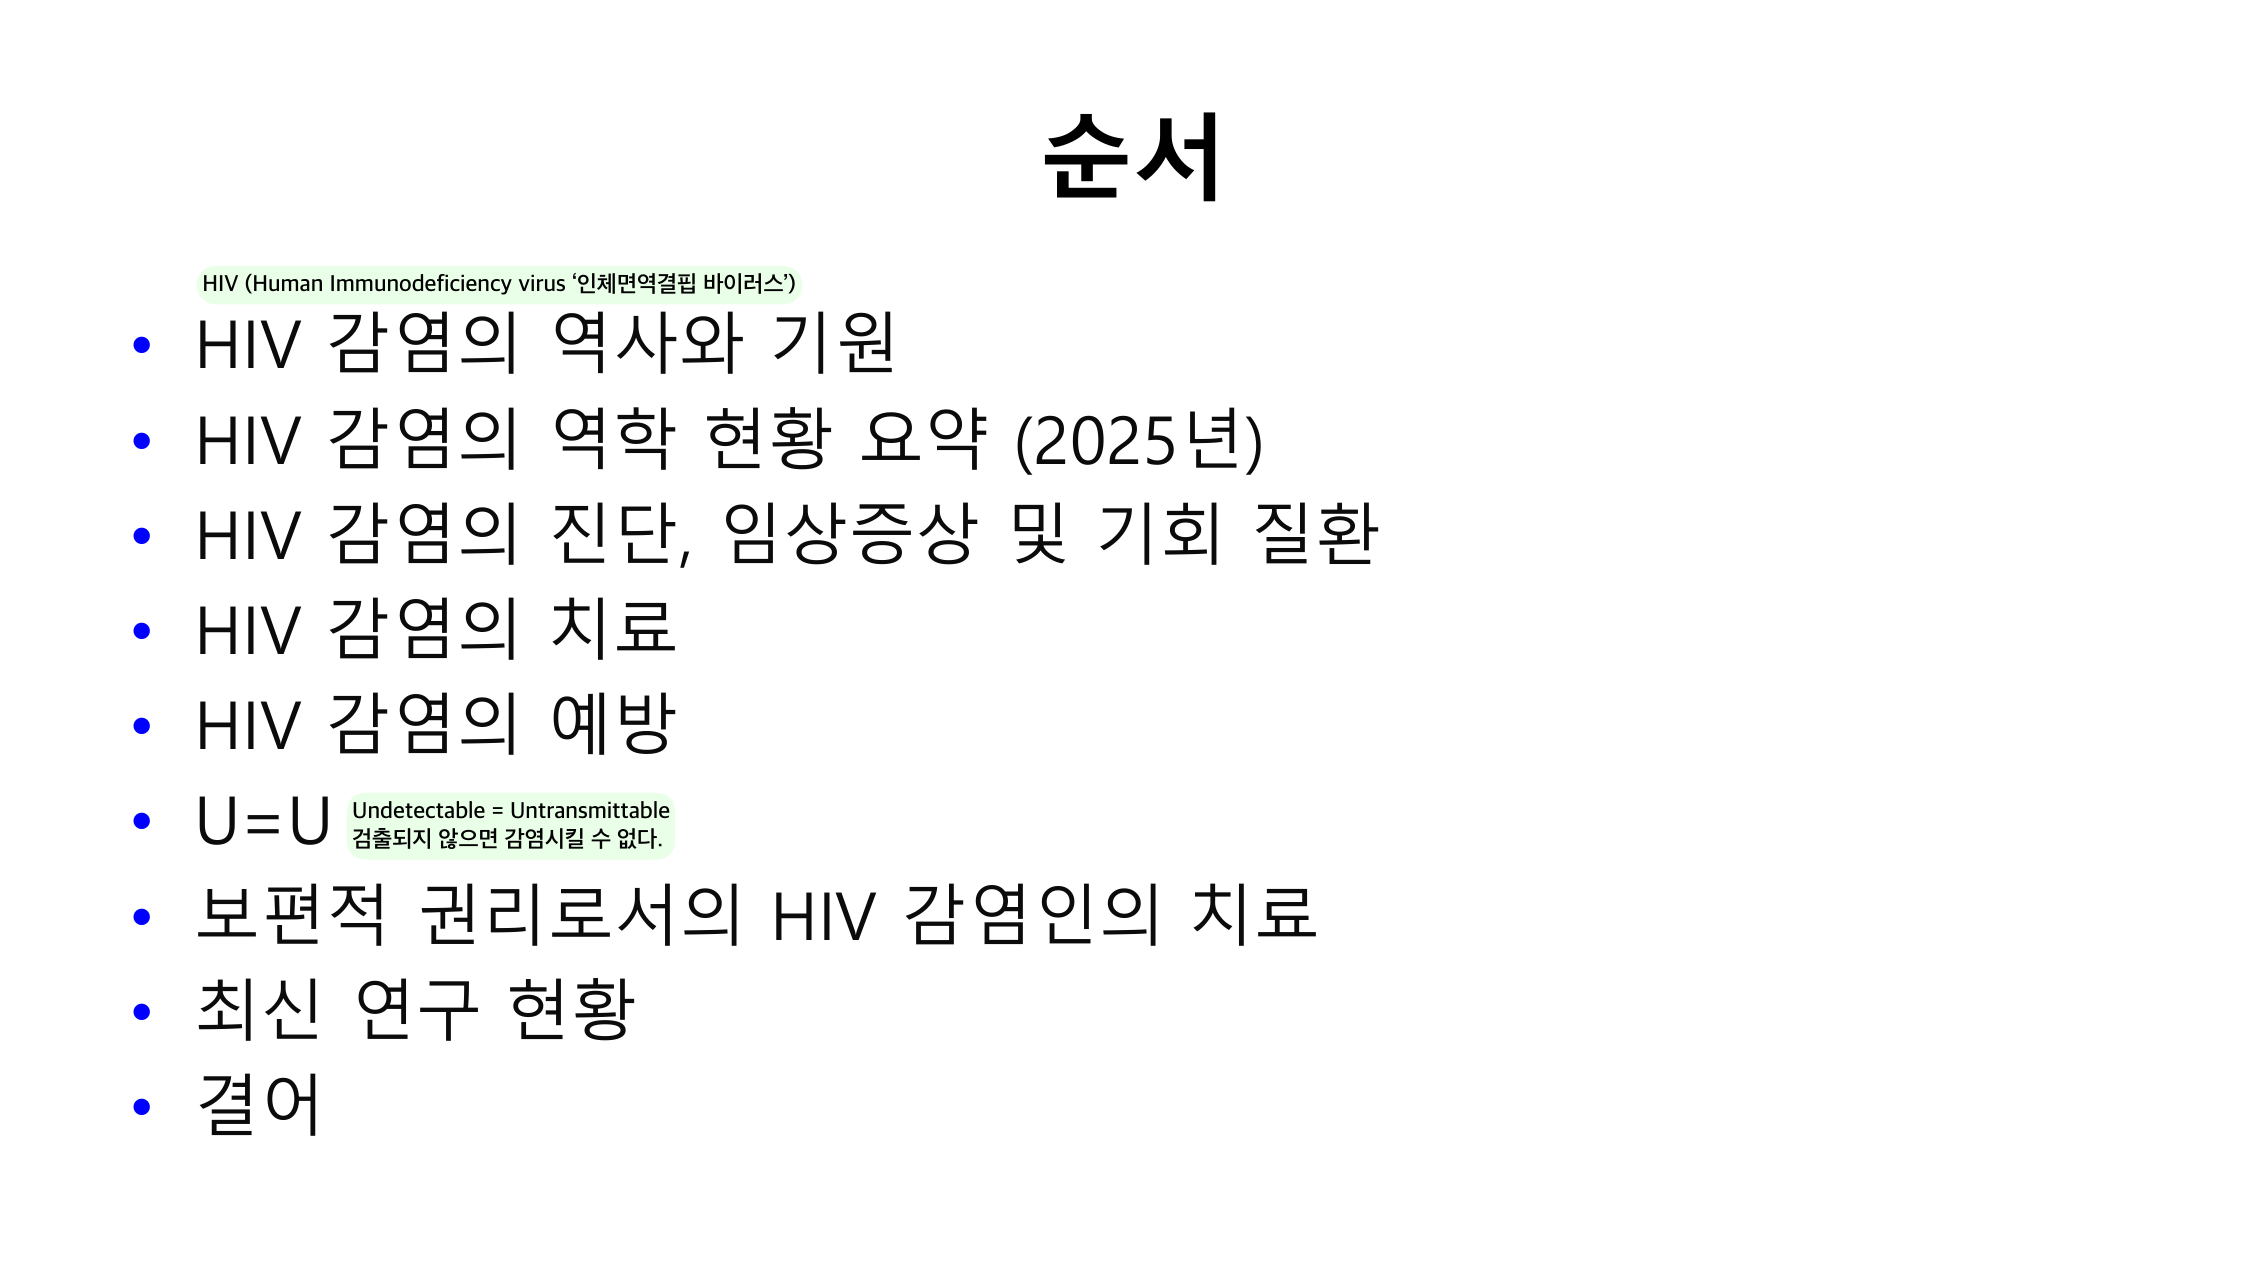 순서
HIV (Human Immunodeficiency virus ‘인체면역결핍 바이러스’)
• HIV 감염의 역사와 기원
• HIV 감염의 역학 현황 요약 (2025년)
• HIV 감염의 진단, 임상증상 및 기회 질환
• HIV 감염의 치료
• HIV 감염의 예방
• U=U
Undetectable = Untransmittable
검출되지 않으면 감염시킬 수 없다.
• 보편적 권리로서의 HIV 감염인의 치료
• 최신 연구 현황
• 결어